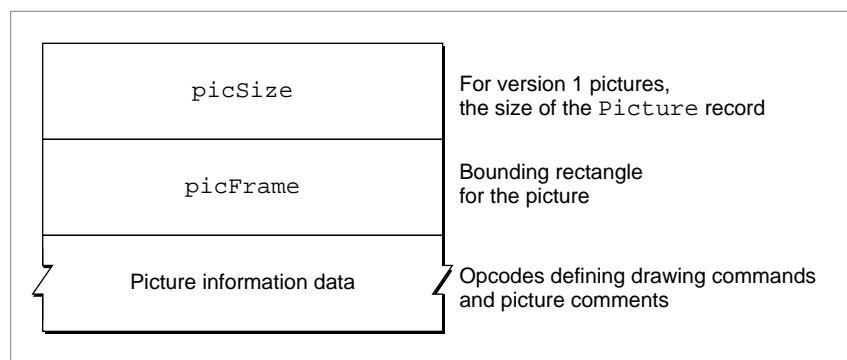 picSize
For version 1 pictures,
the size of the Picture record
picFrame
Bounding rectangle
for the picture
Picture information data
Opcodes defining drawing commands
and picture comments